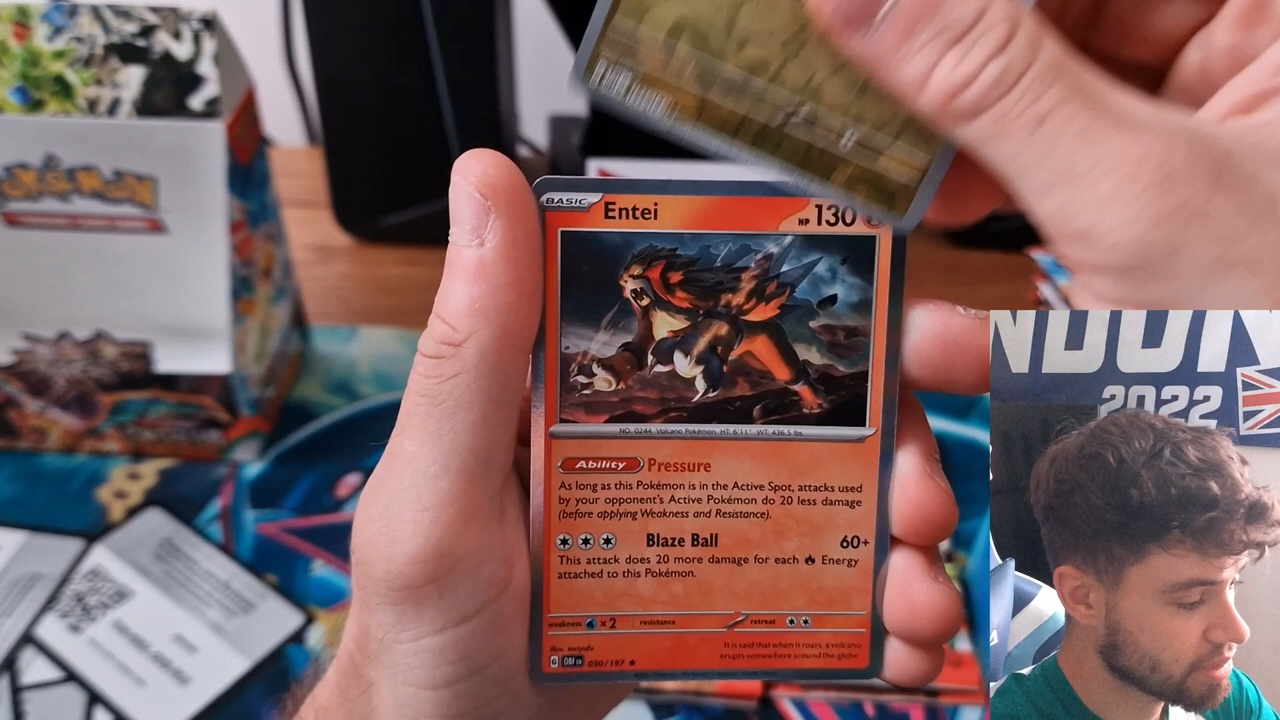 POKéMON
BASIC
Entei
HP 130
NO. 0244 Volcano Pokémon HT: 6'11" WT: 436.5 lbs
Ability Pressure
As long as this Pokémon is in the Active Spot, attacks used
by your opponent's Active Pokémon do 20 less damage
(before applying Weakness and Resistance).
Blaze Ball 60+
This attack does 20 more damage for each Energy
attached to this Pokémon.
weakness ×2 resistance retreat
It is said that when it roars, a volcano
erupts somewhere around the globe.
G OBF EN 030/197 ★
NDON
2022